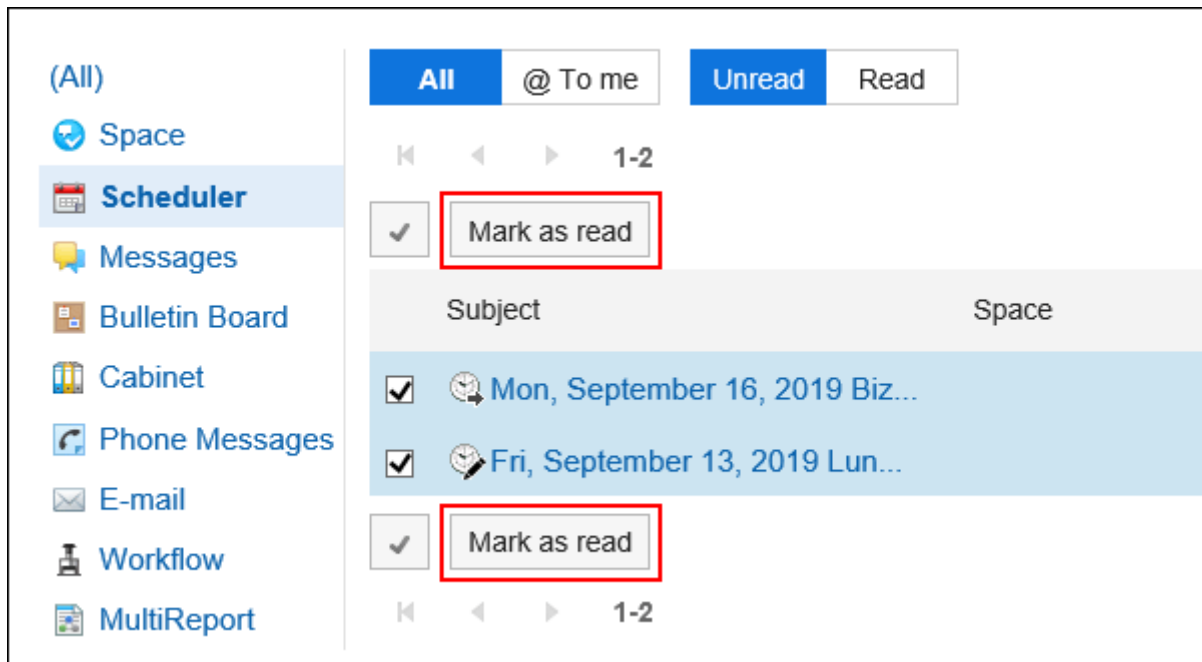 (All)
Space
Scheduler
Messages
Bulletin Board
Cabinet
Phone Messages
E-mail
Workflow
MultiReport
All @ To me Unread Read
1-2
Mark as read
Subject Space
Mon, September 16, 2019 Biz...
Fri, September 13, 2019 Lun...
Mark as read
1-2